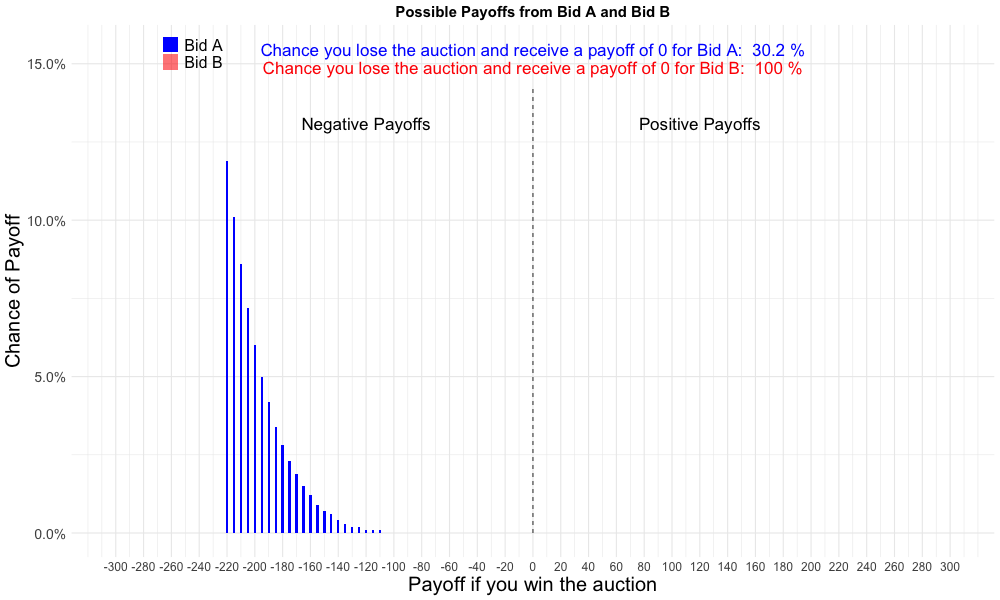 Possible Payoffs from Bid A and Bid B
Bid A
Bid B
Chance you lose the auction and receive a payoff of 0 for Bid A: 30.2 %
Chance you lose the auction and receive a payoff of 0 for Bid B: 100 %
Negative Payoffs
Positive Payoffs
Chance of Payoff
15.0%
10.0%
5.0%
0.0%
-300 -280 -260 -240 -220 -200 -180 -160 -140 -120 -100 -80 -60 -40 -20 0 20 40 60 80 100 120 140 160 180 200 220 240 260 280 300
Payoff if you win the auction